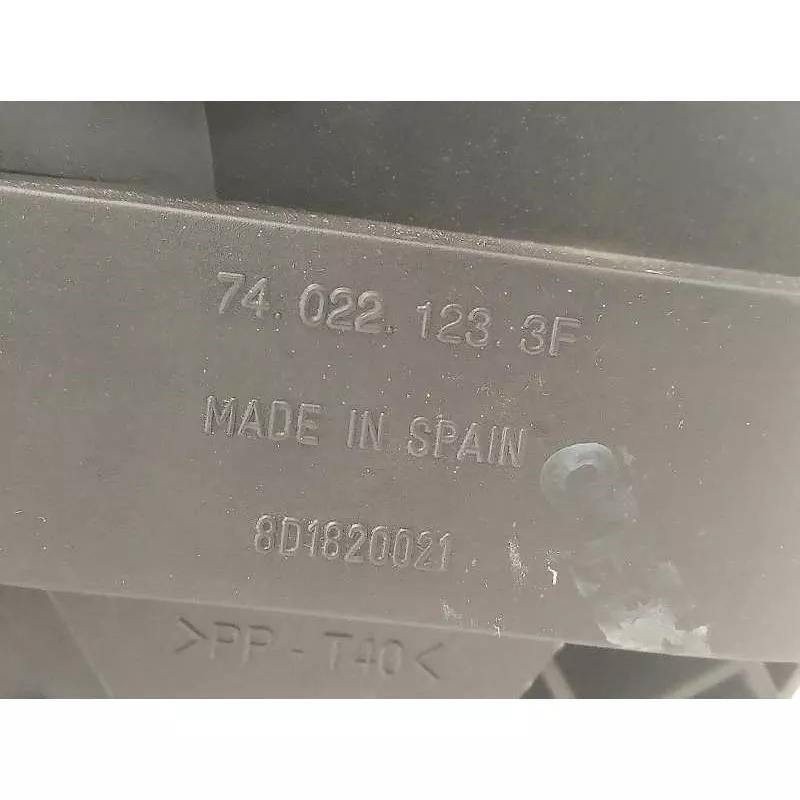 74.022.123.3F
MADE IN SPAIN
8D1820021
>PP-T40<